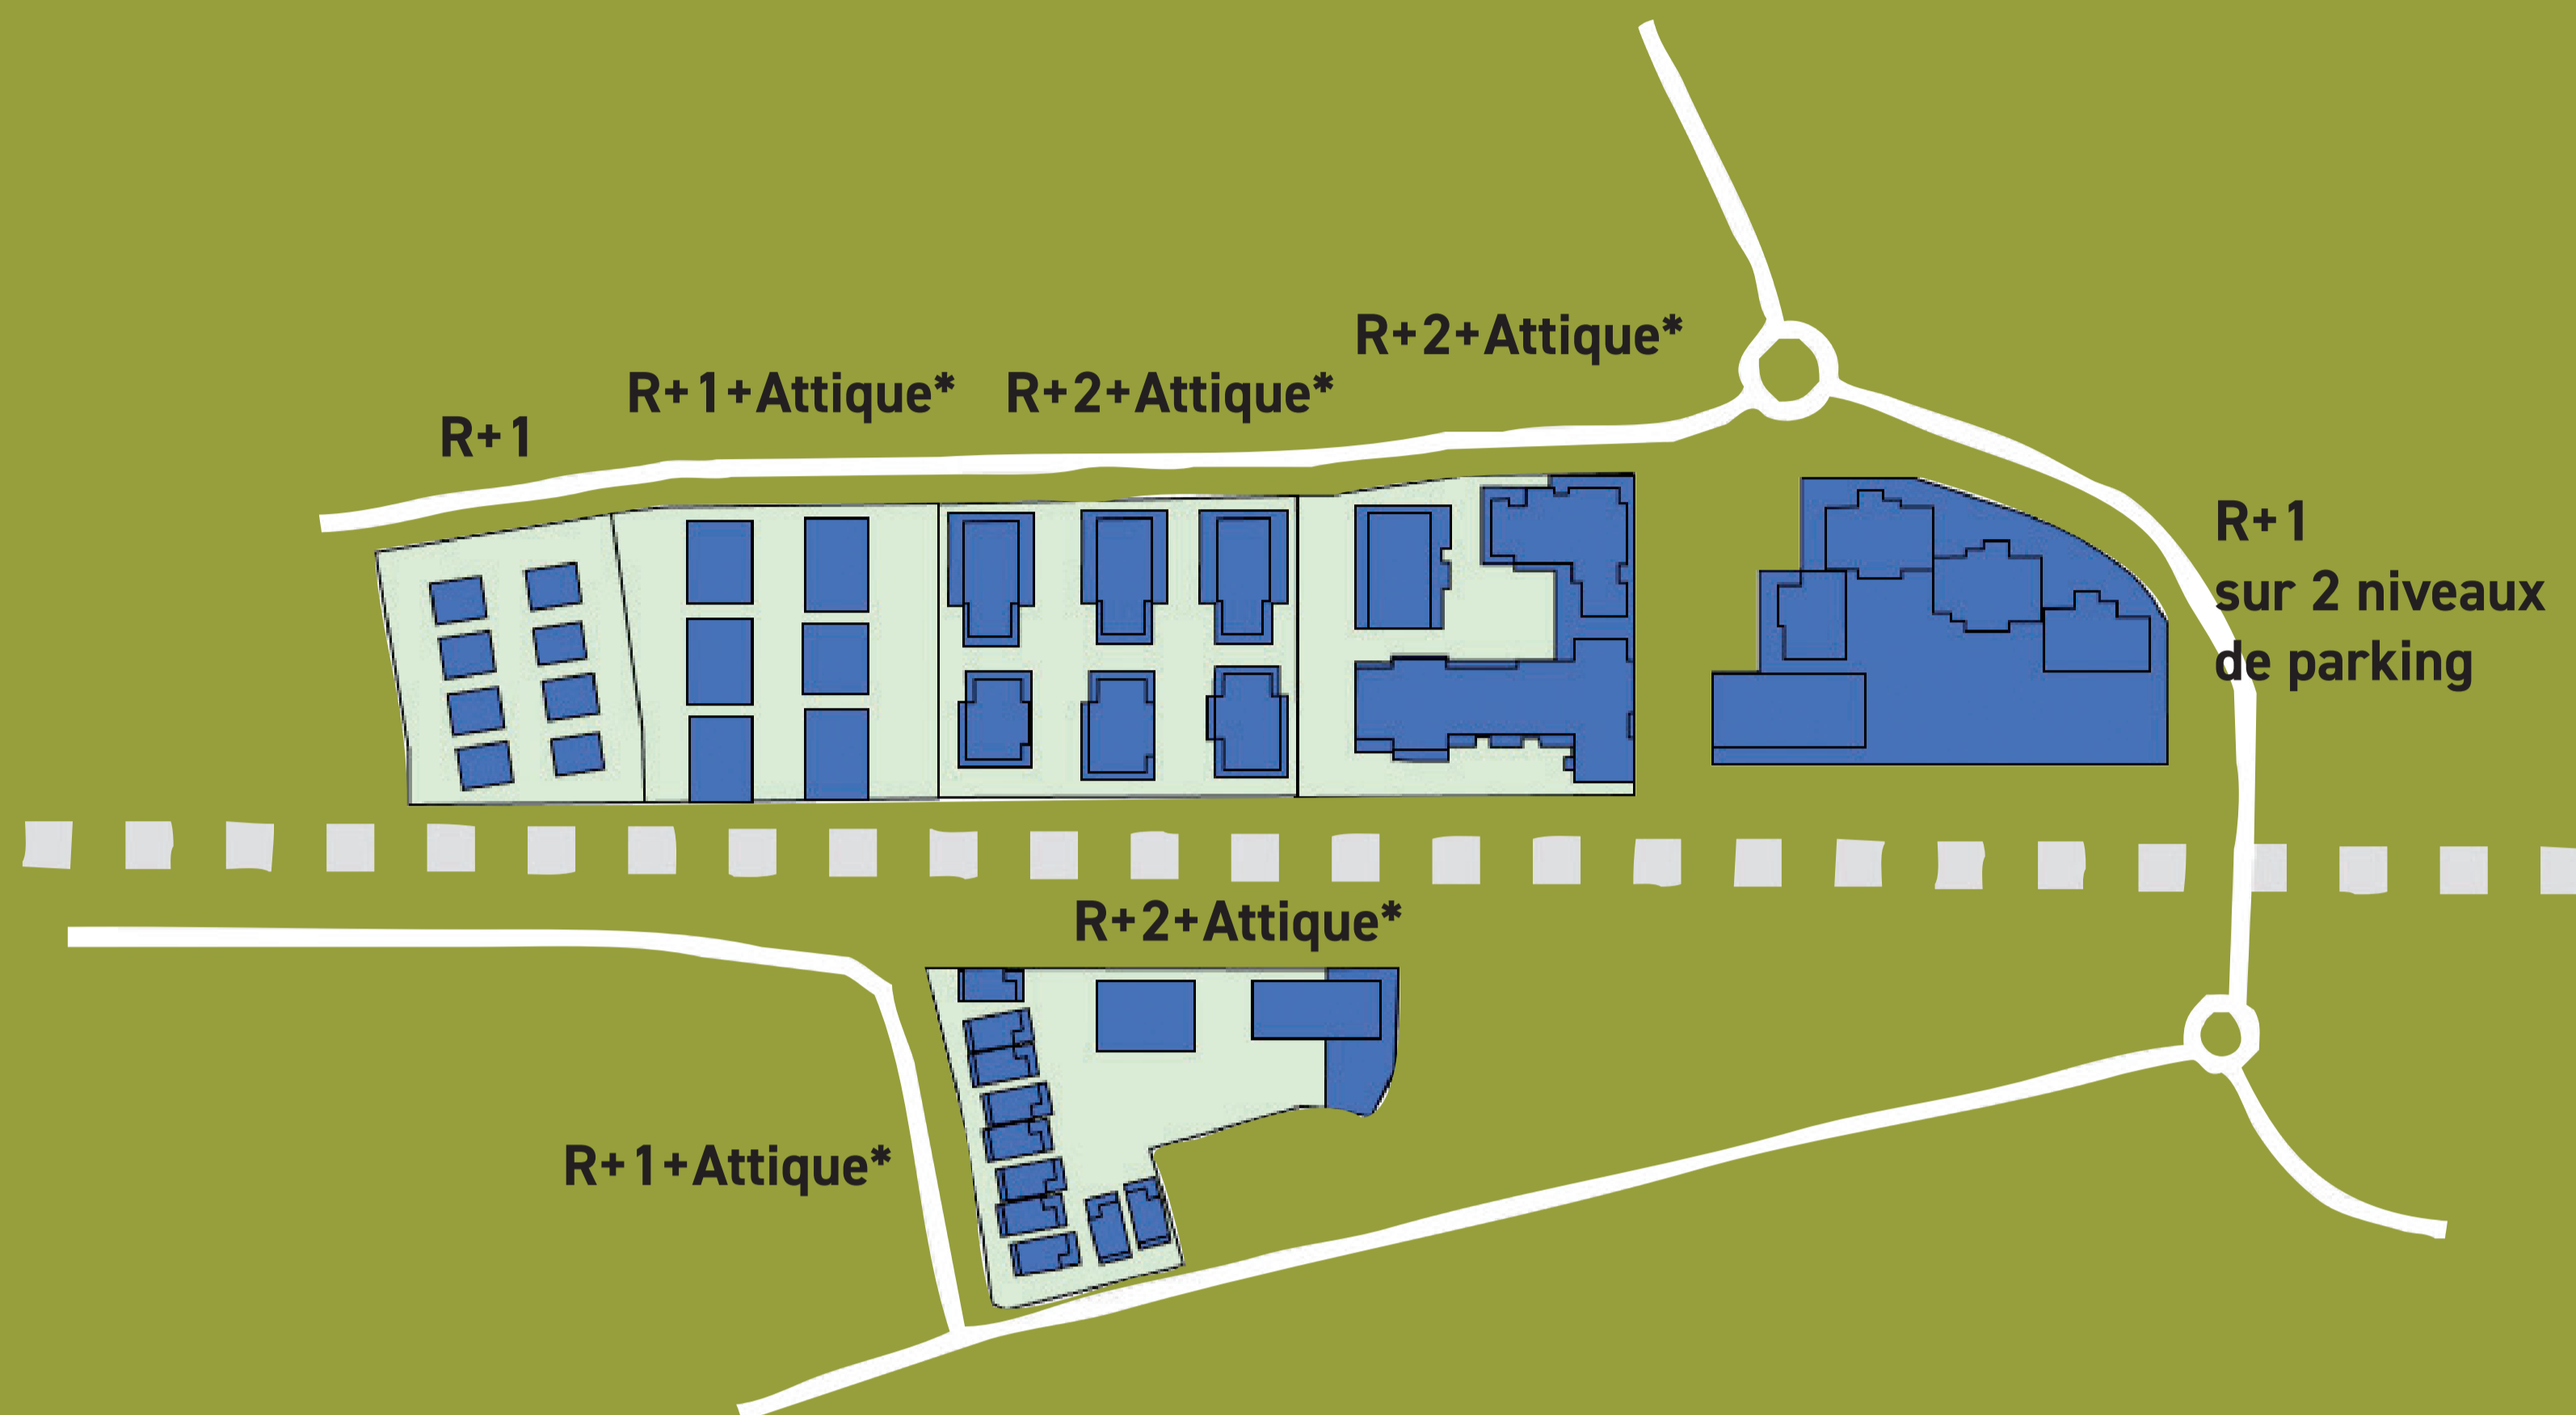 R+2+Attique*
R+1+Attique*
R+2+Attique*
R+1
R+1
sur 2 niveaux
de parking
R+2+Attique*
R+1+Attique*